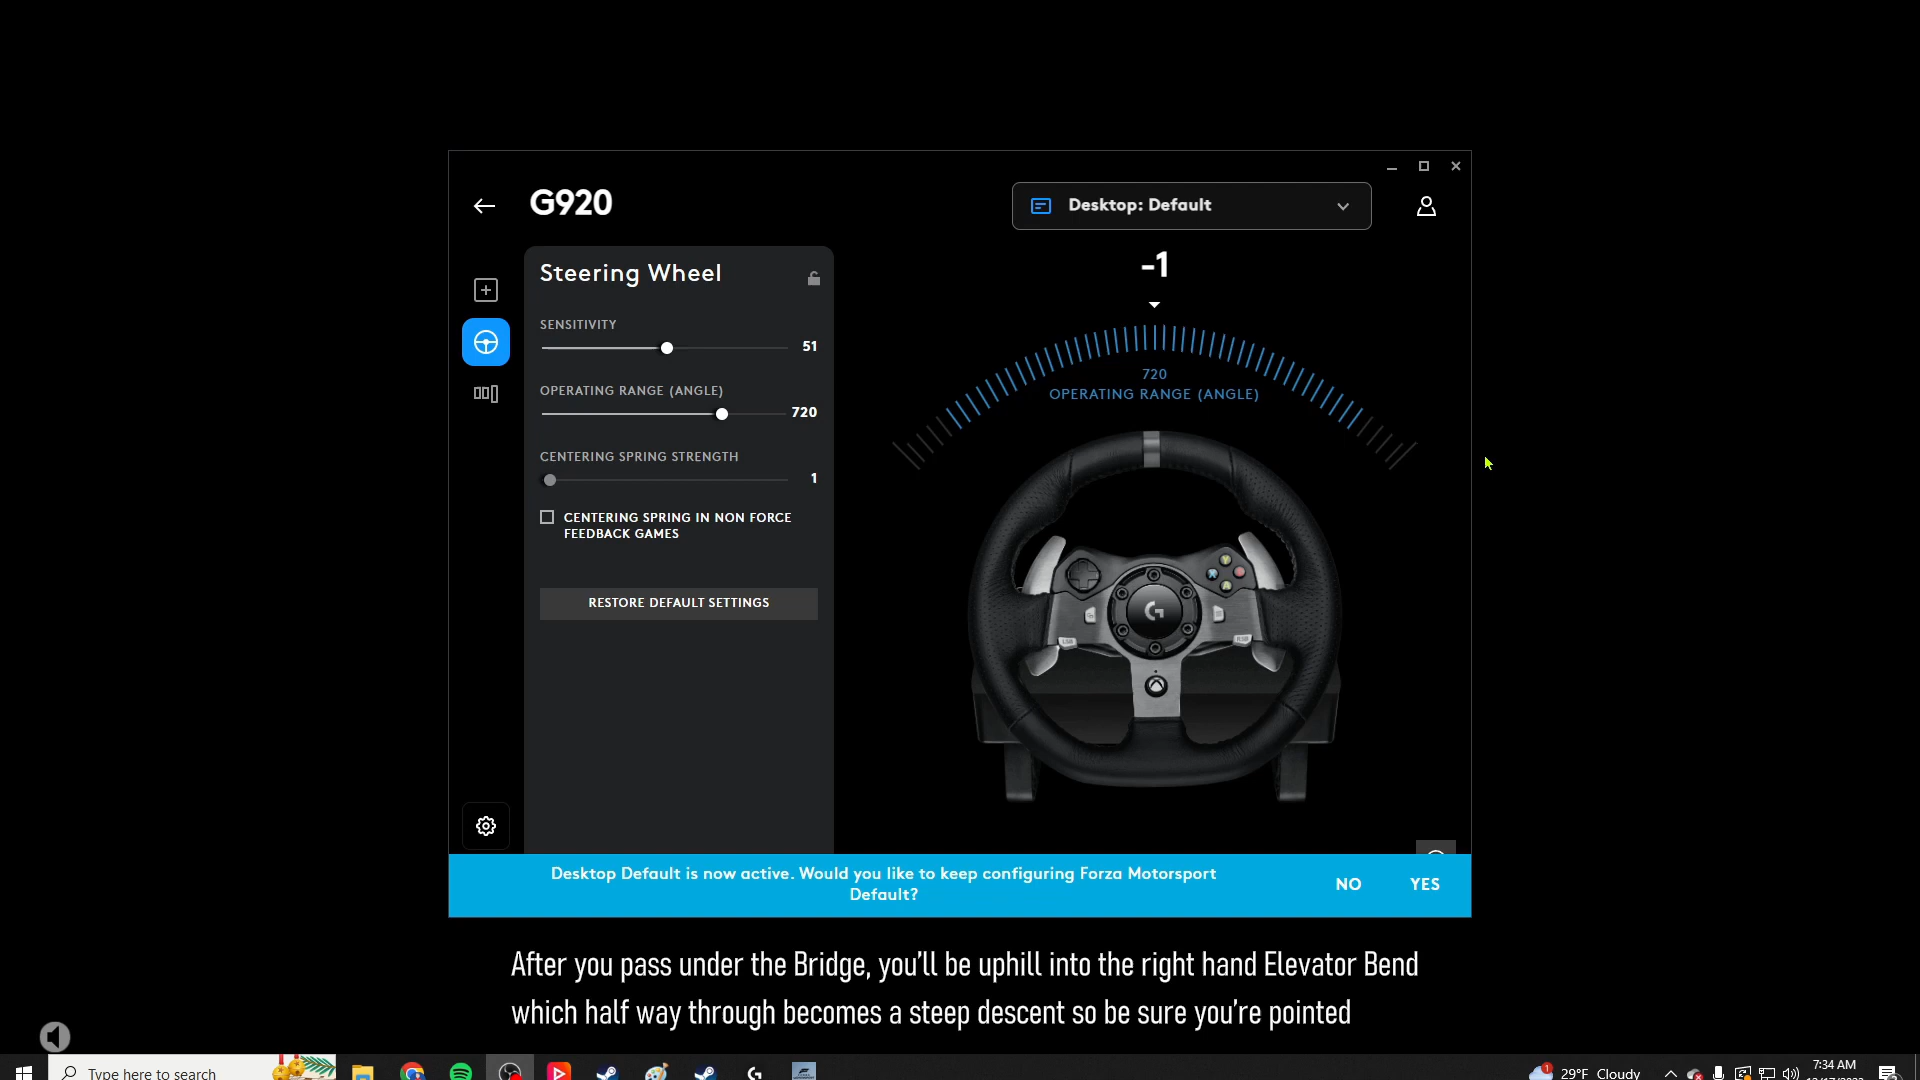 G920
Desktop: Default
-1
Steering Wheel
SENSITIVITY
51
OPERATING RANGE (ANGLE)
720
CENTERING SPRING STRENGTH
1
CENTERING SPRING IN NON FORCE
FEEDBACK GAMES
RESTORE DEFAULT SETTINGS
720
OPERATING RANGE (ANGLE)
Y
X
A
LSB
RSB
Desktop Default is now active. Would you like to keep configuring Forza Motorsport
Default?
NO
YES
After you pass under the Bridge, you'll be uphill into the right hand Elevator Bend
which half way through becomes a steep descent so be sure you're pointed
Type here to search
1
29°F Cloudy
7:34 AM